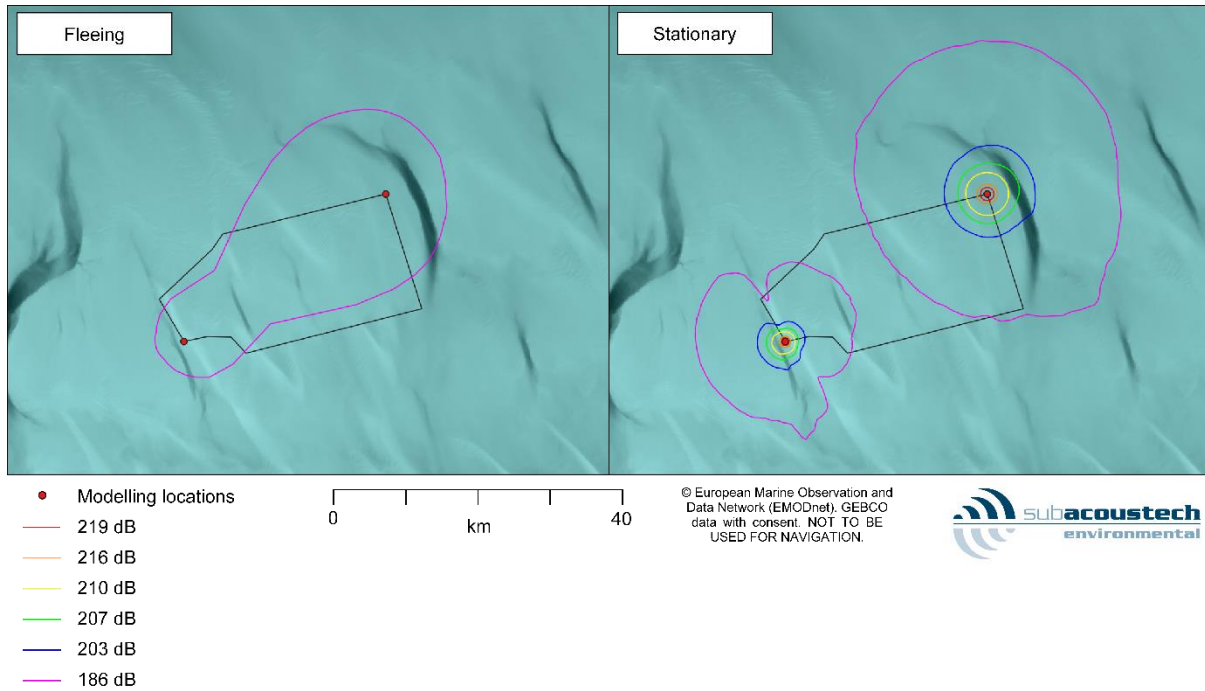 Fleeing
Stationary
Modelling locations
219 dB
216 dB
210 dB
207 dB
203 dB
186 dB
0
40
km
© European Marine Observation and
Data Network (EMODnet). GEBCO
data with consent. NOT TO BE
USED FOR NAVIGATION.
subacoustech
environmental